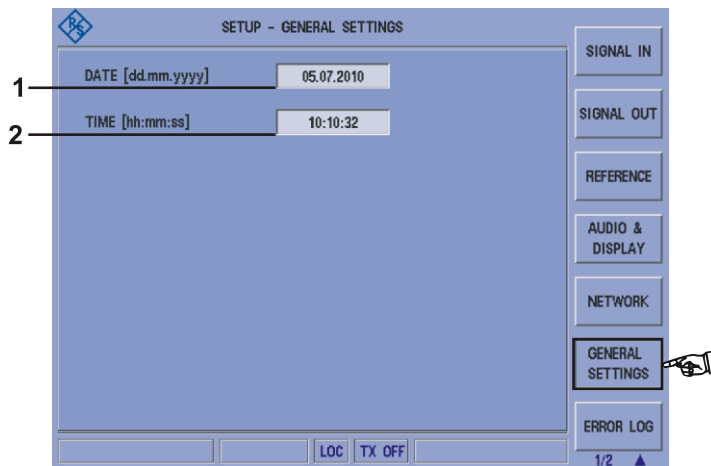 R&S
SETUP - GENERAL SETTINGS
1
DATE [dd.mm.yyyy]
05.07.2010
2
TIME [hh:mm:ss]
10:10:32
SIGNAL IN
SIGNAL OUT
REFERENCE
AUDIO &
DISPLAY
NETWORK
GENERAL
SETTINGS
ERROR LOG
LOC
TX OFF
1/2